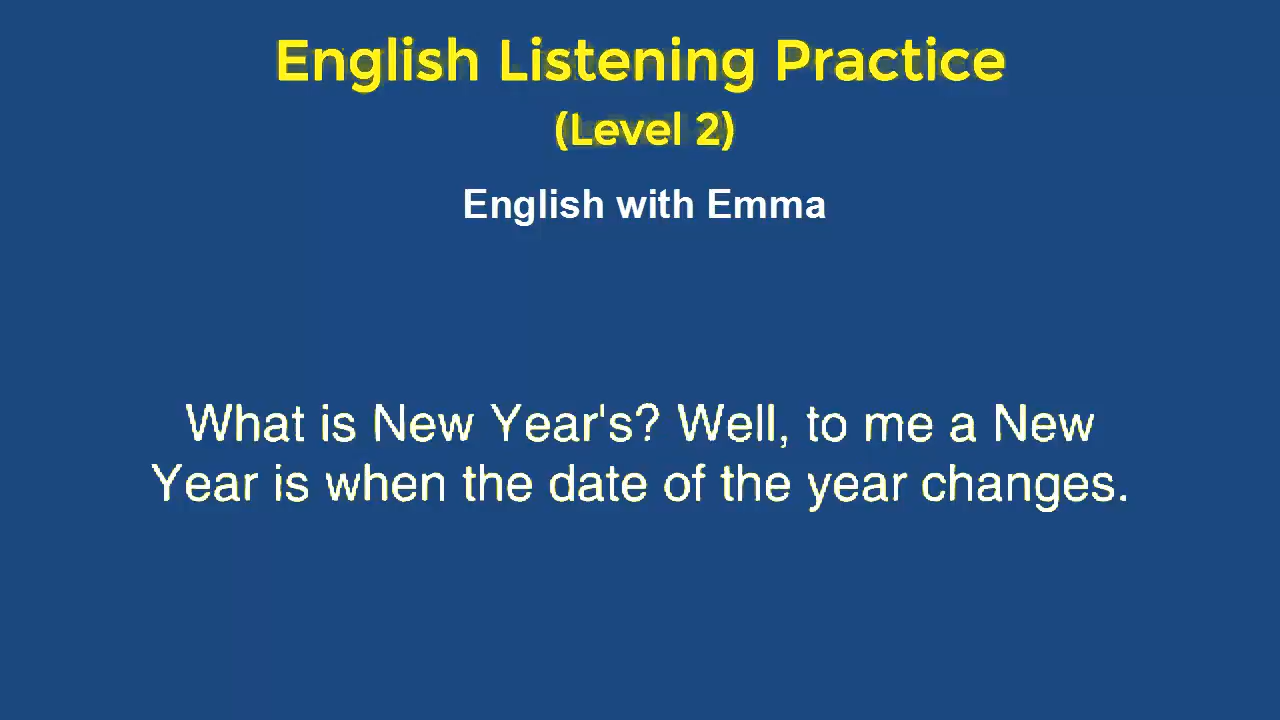 English Listening Practice
(Level 2)
English with Emma
What is New Year's? Well, to me a New
Year is when the date of the year changes.